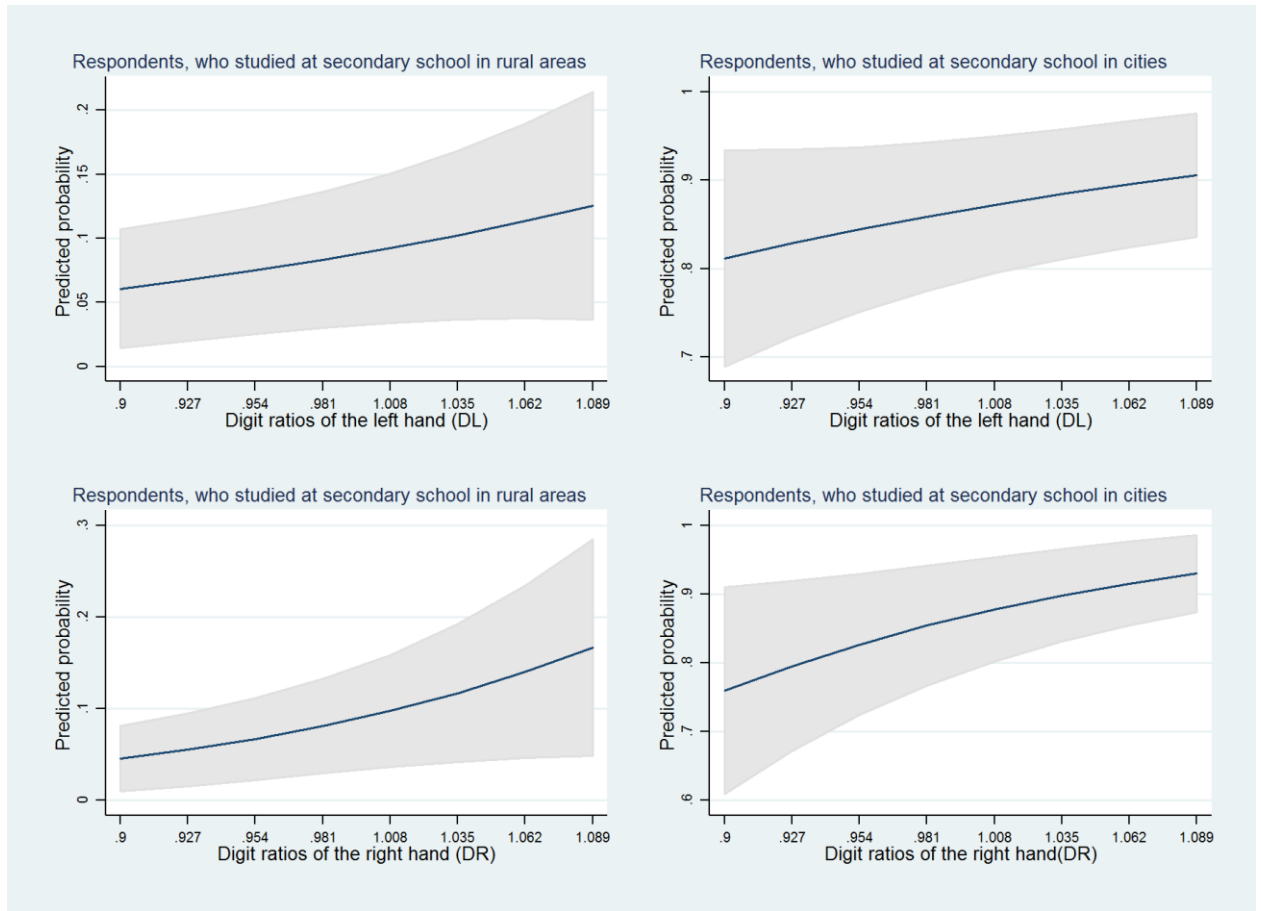 Respondents, who studied at secondary school in rural areas
Predicted probability
.2
.15
.1
.05
0
.9 .927 .954 .981 1.008 1.035 1.062 1.089
Digit ratios of the left hand (DL)
Respondents, who studied at secondary school in cities
Predicted probability
1
.9
.8
.7
.9 .927 .954 .981 1.008 1.035 1.062 1.089
Digit ratios of the left hand (DL)
Respondents, who studied at secondary school in rural areas
Predicted probability
.3
.2
.1
0
.9 .927 .954 .981 1.008 1.035 1.062 1.089
Digit ratios of the right hand (DR)
Respondents, who studied at secondary school in cities
Predicted probability
1
.9
.8
.7
.6
.9 .927 .954 .981 1.008 1.035 1.062 1.089
Digit ratios of the right hand(DR)